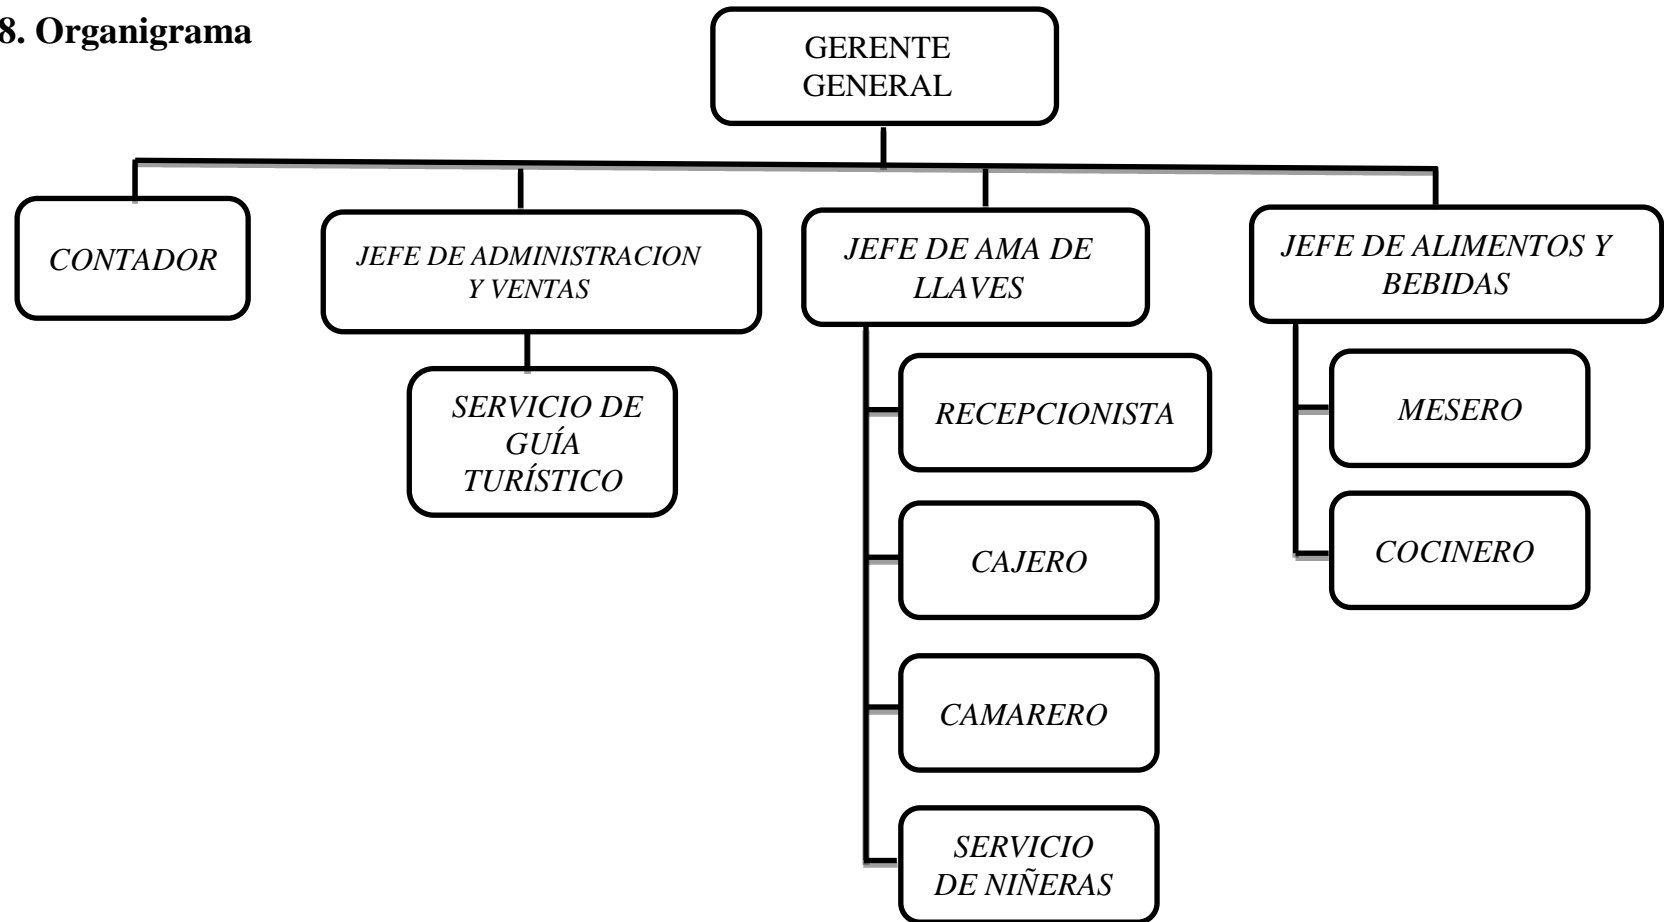 8. Organigrama
GERENTE
GENERAL
CONTADOR
JEFE DE ADMINISTRACION
Y VENTAS
JEFE DE AMA DE
LLAVES
JEFE DE ALIMENTOS Y
BEBIDAS
SERVICIO DE
GUÍA
TURÍSTICO
RECEPCIONISTA
CAJERO
CAMARERO
SERVICIO
DE NIÑERAS
MESERO
COCINERO